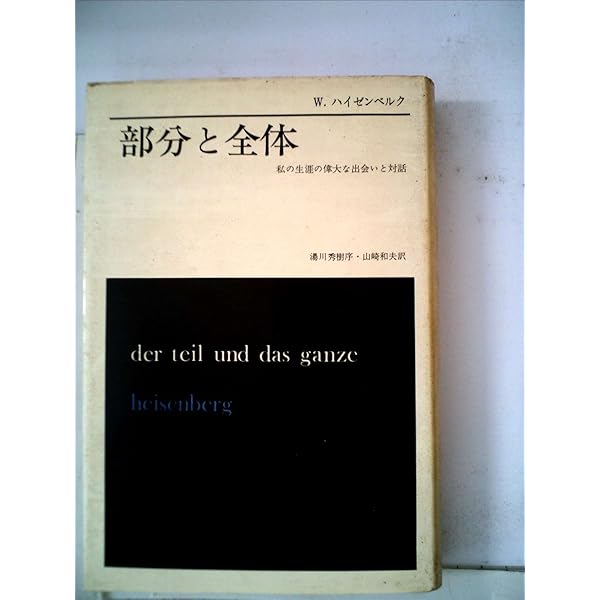 W. ハイゼンベルク
部分と全体
私の生涯の偉大な出会いと対話
湯川秀樹序・山崎和夫訳
der teil und das ganze
heisenberg